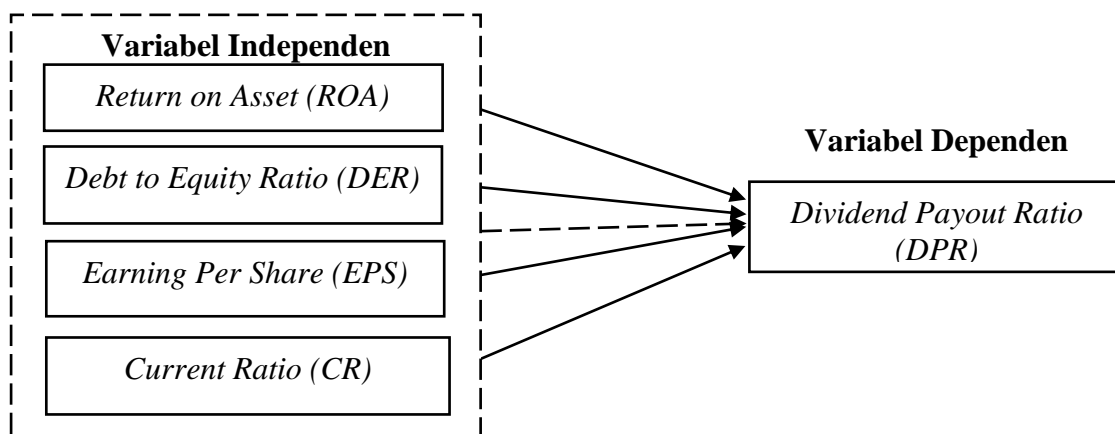 Variabel Independen
Return on Asset (ROA)
Debt to Equity Ratio (DER)
Earning Per Share (EPS)
Current Ratio (CR)
Variabel Dependen
Dividend Payout Ratio
(DPR)